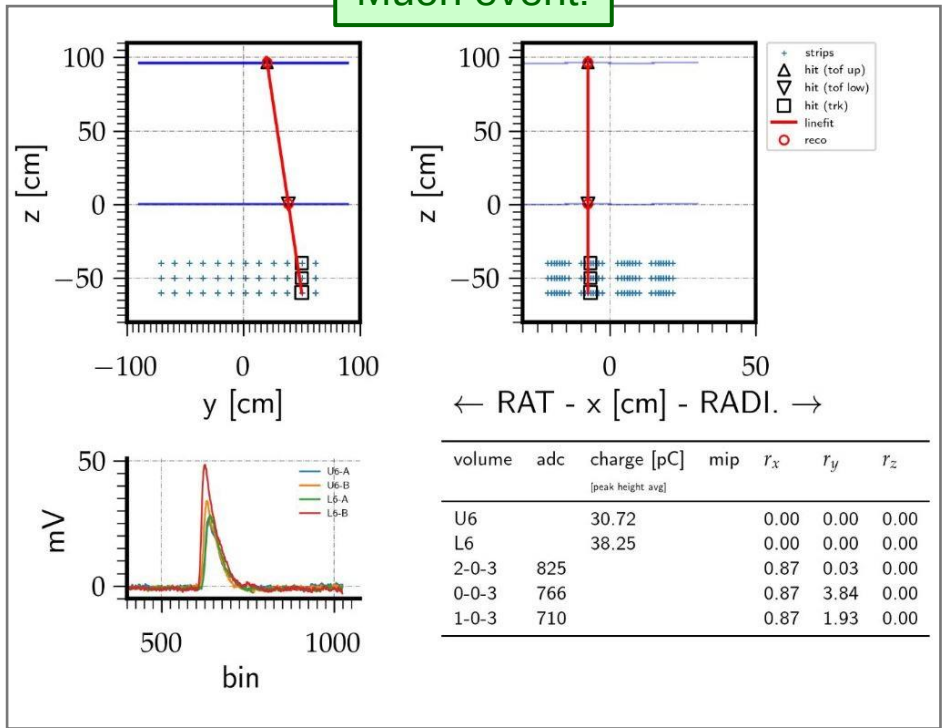 Muon event:
100
50
0
−50
z [cm]
−100
0
100
y [cm]
100
50
0
−50
z [cm]
0
50
← RAT - x [cm] - RADI. →
strips
hit (tof up)
hit (tof low)
hit (trk)
linefit
reco
50
0
mV
500
1000
bin
U6-A
U6-B
L6-A
L6-B
volume adc charge [pC] mip rx ry rz
[peak height avg]
U6 30.72 0.00 0.00 0.00
L6 38.25 0.00 0.00 0.00
2-0-3 825 0.87 0.03 0.00
0-0-3 766 0.87 3.84 0.00
1-0-3 710 0.87 1.93 0.00